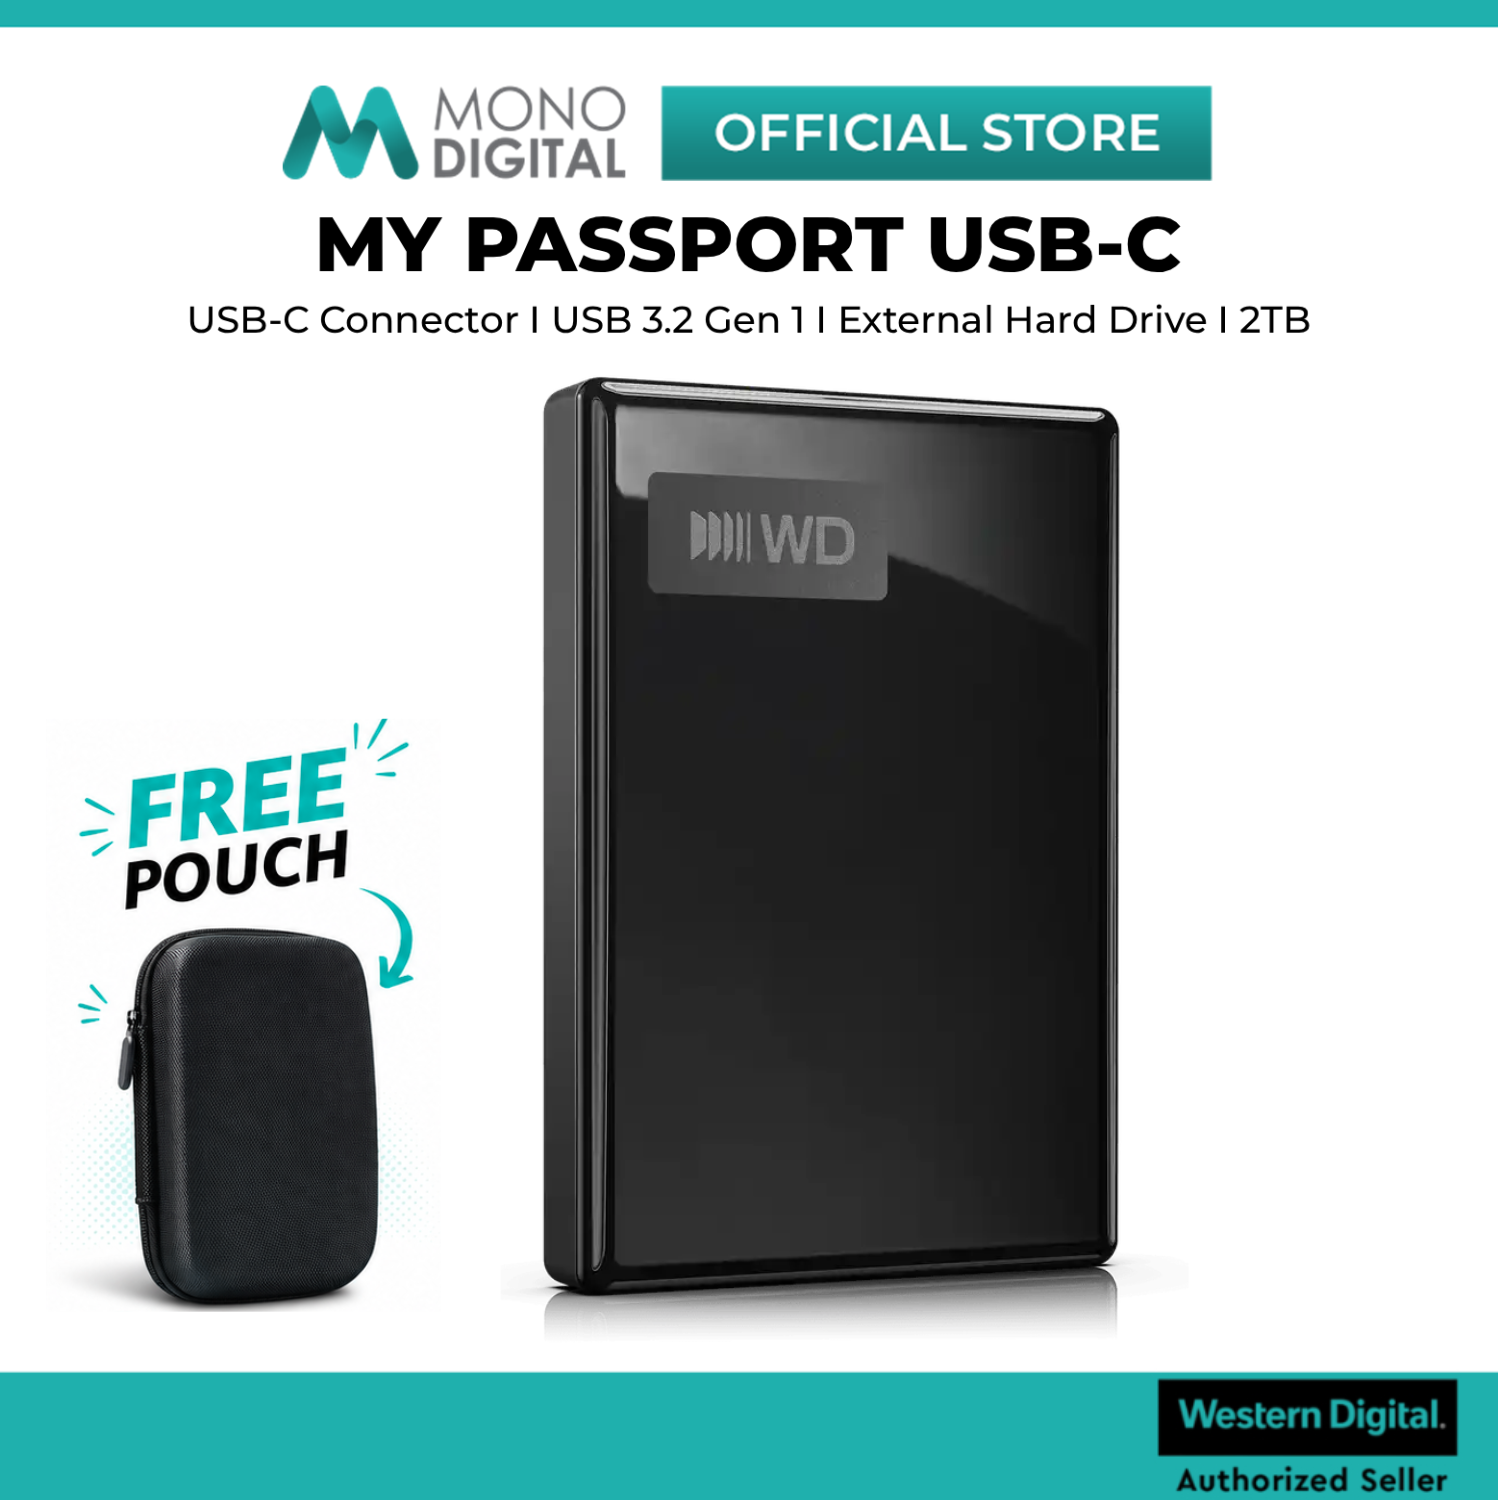 MONO
DIGITAL
OFFICIAL STORE
MY PASSPORT USB-C
USB-C Connector I USB 3.2 Gen 1 I External Hard Drive I 2TB
WD
FREE
POUCH
Western Digital.
Authorized Seller